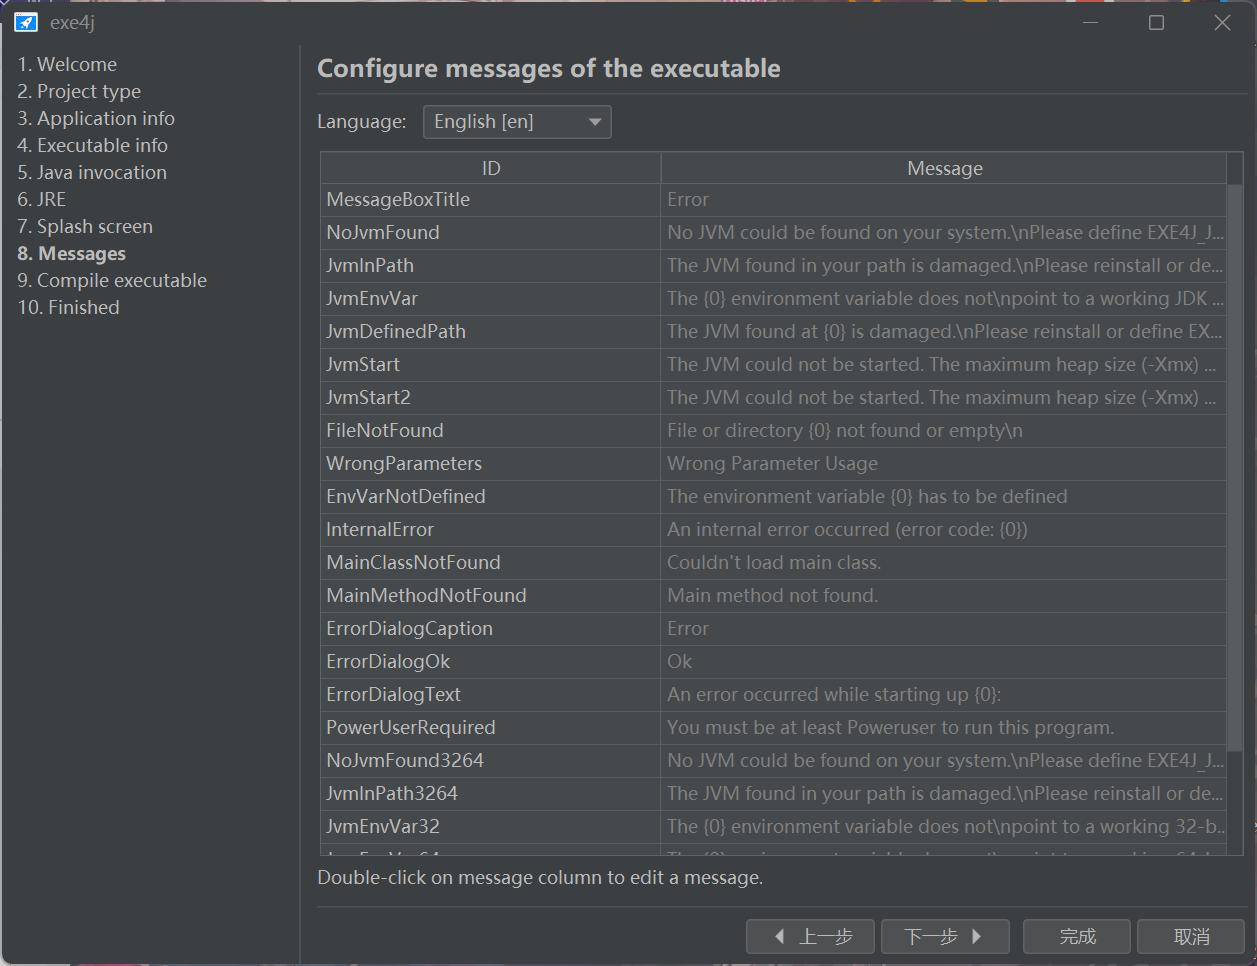 exe4j
1. Welcome
2. Project type
3. Application info
4. Executable info
5. Java invocation
6. JRE
7. Splash screen
8. Messages
9. Compile executable
10. Finished
Configure messages of the executable
Language: English [en]
ID Message
MessageBoxTitle Error
NoJvmFound No JVM could be found on your system.\nPlease define EXE4J_J...
JvmInPath The JVM found in your path is damaged.\nPlease reinstall or de...
JvmEnvVar The {0} environment variable does not\npoint to a working JDK ...
JvmDefinedPath The JVM found at {0} is damaged.\nPlease reinstall or define EX...
JvmStart The JVM could not be started. The maximum heap size (-Xmx) ...
JvmStart2 The JVM could not be started. The maximum heap size (-Xmx) ...
FileNotFound File or directory {0} not found or empty\n
WrongParameters Wrong Parameter Usage
EnvVarNotDefined The environment variable {0} has to be defined
InternalError An internal error occurred (error code: {0})
MainClassNotFound Couldn't load main class.
MainMethodNotFound Main method not found.
ErrorDialogCaption Error
ErrorDialogOk Ok
ErrorDialogText An error occurred while starting up {0}:
PowerUserRequired You must be at least Poweruser to run this program.
NoJvmFound3264 No JVM could be found on your system.\nPlease define EXE4J_J...
JvmInPath3264 The JVM found in your path is damaged.\nPlease reinstall or de...
JvmEnvVar32 The {0} environment variable does not\npoint to a working 32-b...
Double-click on message column to edit a message.
上一步 下一步 完成 取消